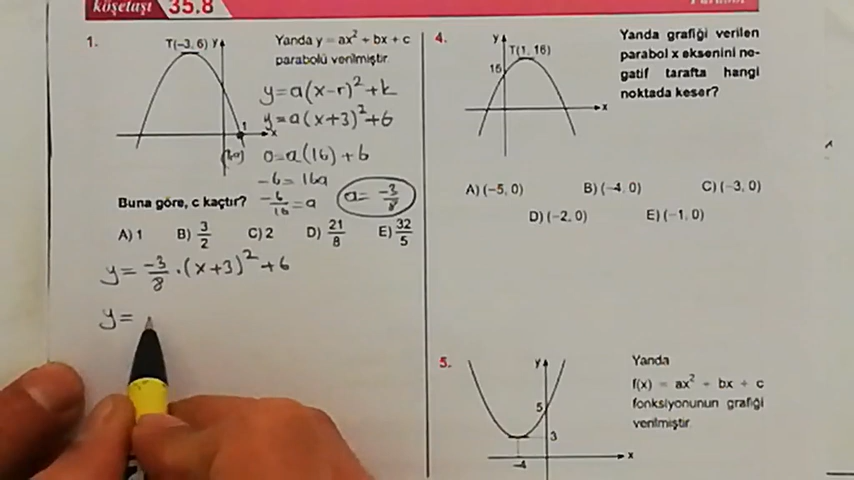 köşetaşı 35.8
1.
T(-3, 6) y
1
x
(1,0)
Yanda y = ax² + bx + c
parabolü verilmiştir.
y=a(x-r)²+k
y=a(x+3)²+6
0=a(16)+6
-6=16a
-6/16=a
a=-3/8
Buna göre, c kaçtır?
A) 1 B) 3/2 C) 2 D) 21/8 E) 32/5
y=-3/8.(x+3)²+6
y=
4.
y
T(1, 16)
15
x
Yanda grafiği verilen
parabol x eksenini ne-
gatif tarafta hangi
noktada keser?
A) (-5, 0) B) (-4, 0) C) (-3, 0)
D) (-2, 0) E) (-1, 0)
5.
y
5
3
-4
x
Yanda
f(x) = ax² + bx + c
fonksiyonunun grafiği
verilmiştir.